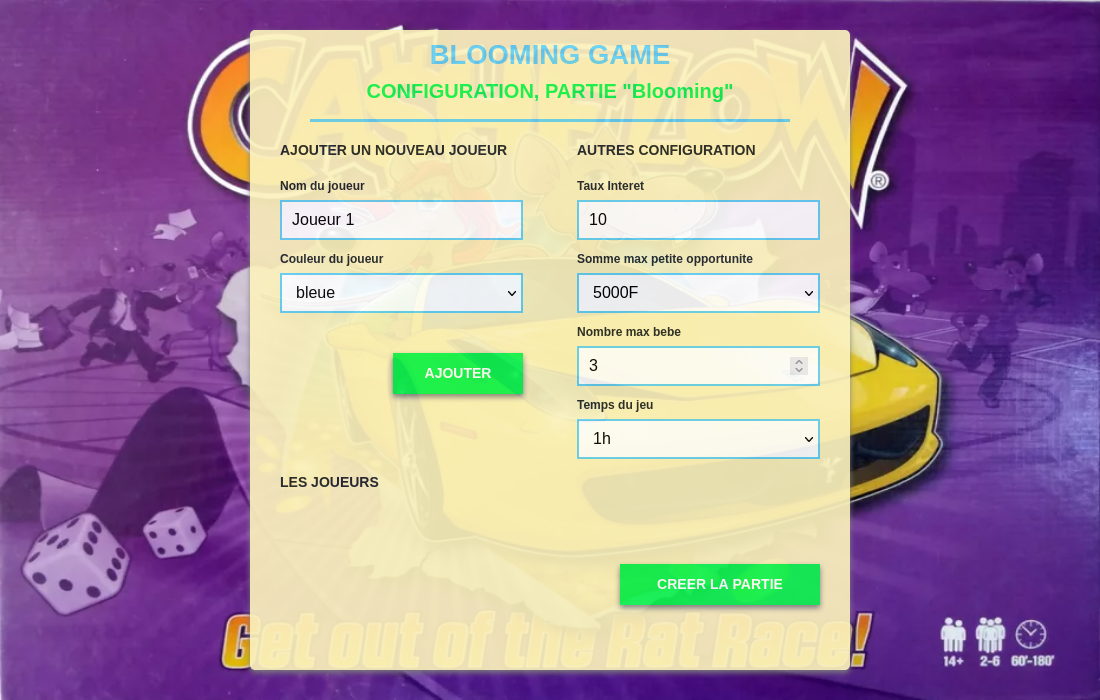 CASHFLOW
®
BLOOMING GAME
CONFIGURATION, PARTIE "Blooming"
AJOUTER UN NOUVEAU JOUEUR
Nom du joueur
Joueur 1
Couleur du joueur
bleue
AJOUTER
AUTRES CONFIGURATION
Taux Interet
10
Somme max petite opportunite
5000F
Nombre max bebe
3
Temps du jeu
1h
LES JOUEURS
CREER LA PARTIE
Get out of the Rat Race!
14+ 2-6 60'-180'